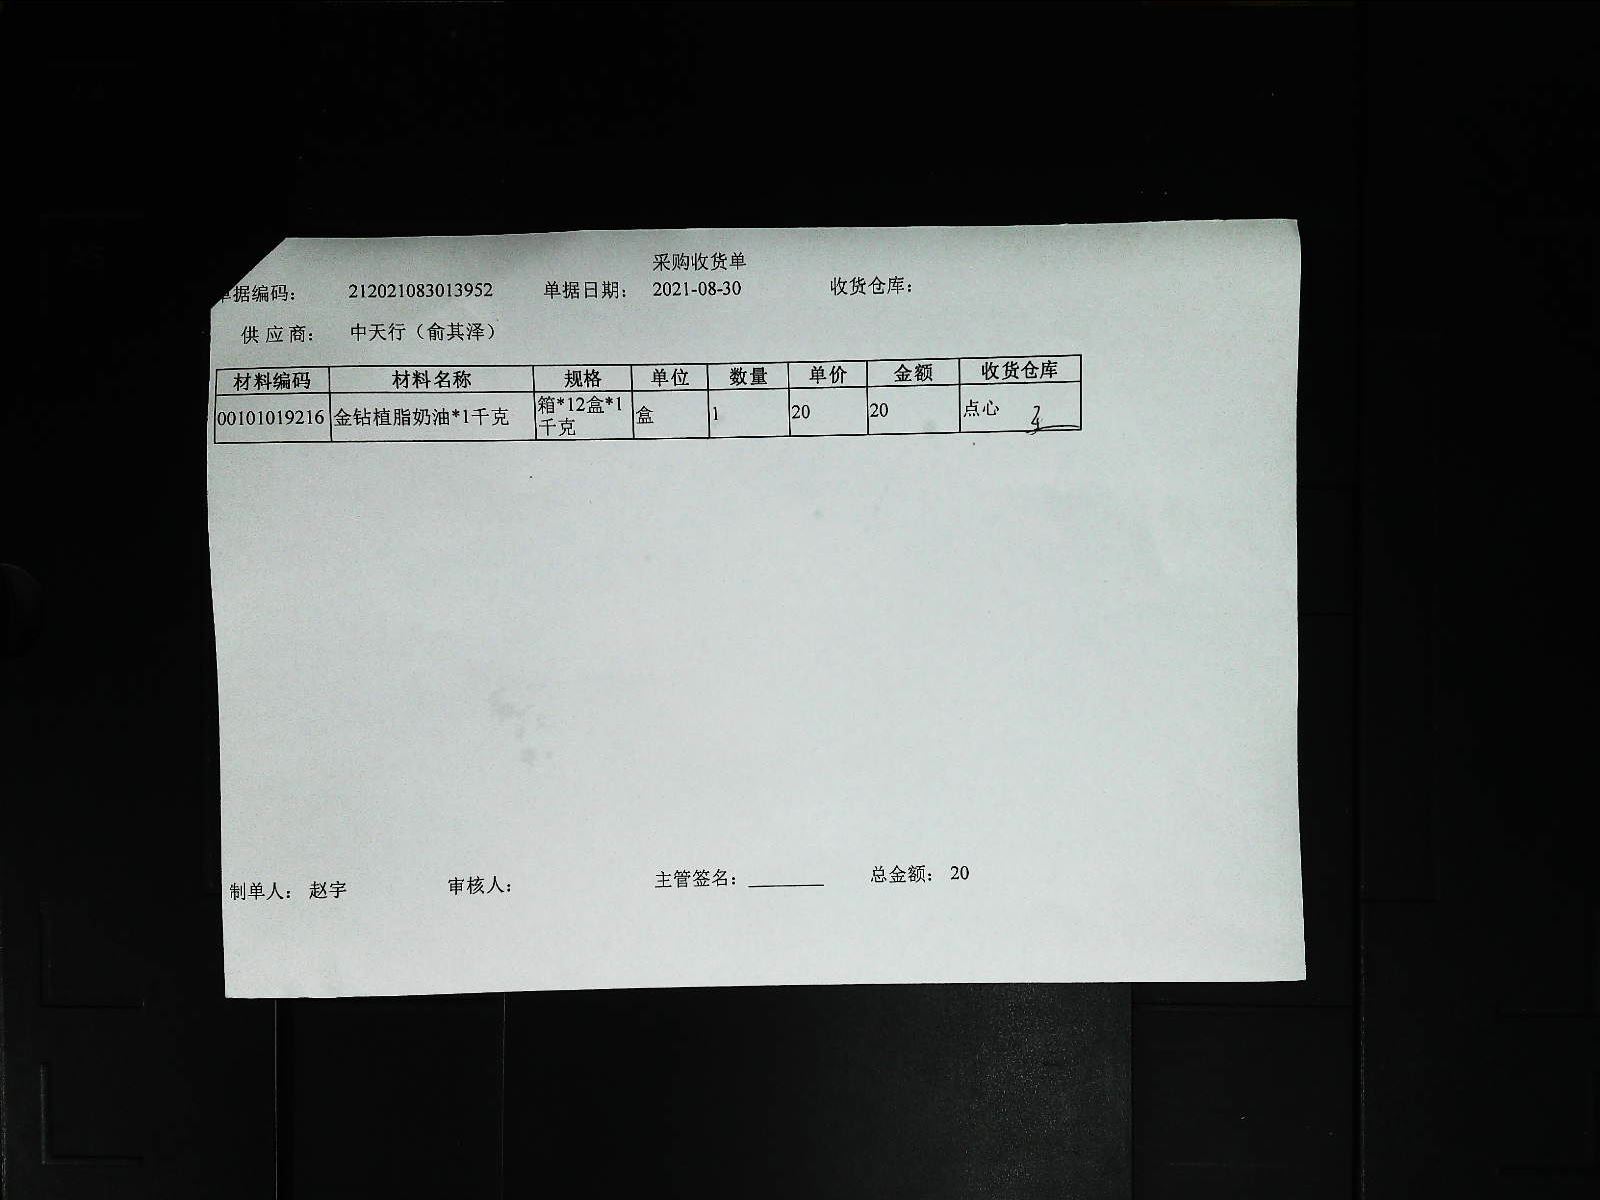 采购收货单
单据编码： 212021083013952 单据日期： 2021-08-30 收货仓库：
供 应 商： 中天行（俞其泽）
材料编码 材料名称 规格 单位 数量 单价 金额 收货仓库
00101019216 金钻植脂奶油*1千克 箱*12盒*1千克 盒 1 20 20 点心
制单人： 赵宇 审核人： 主管签名：________ 总金额： 20